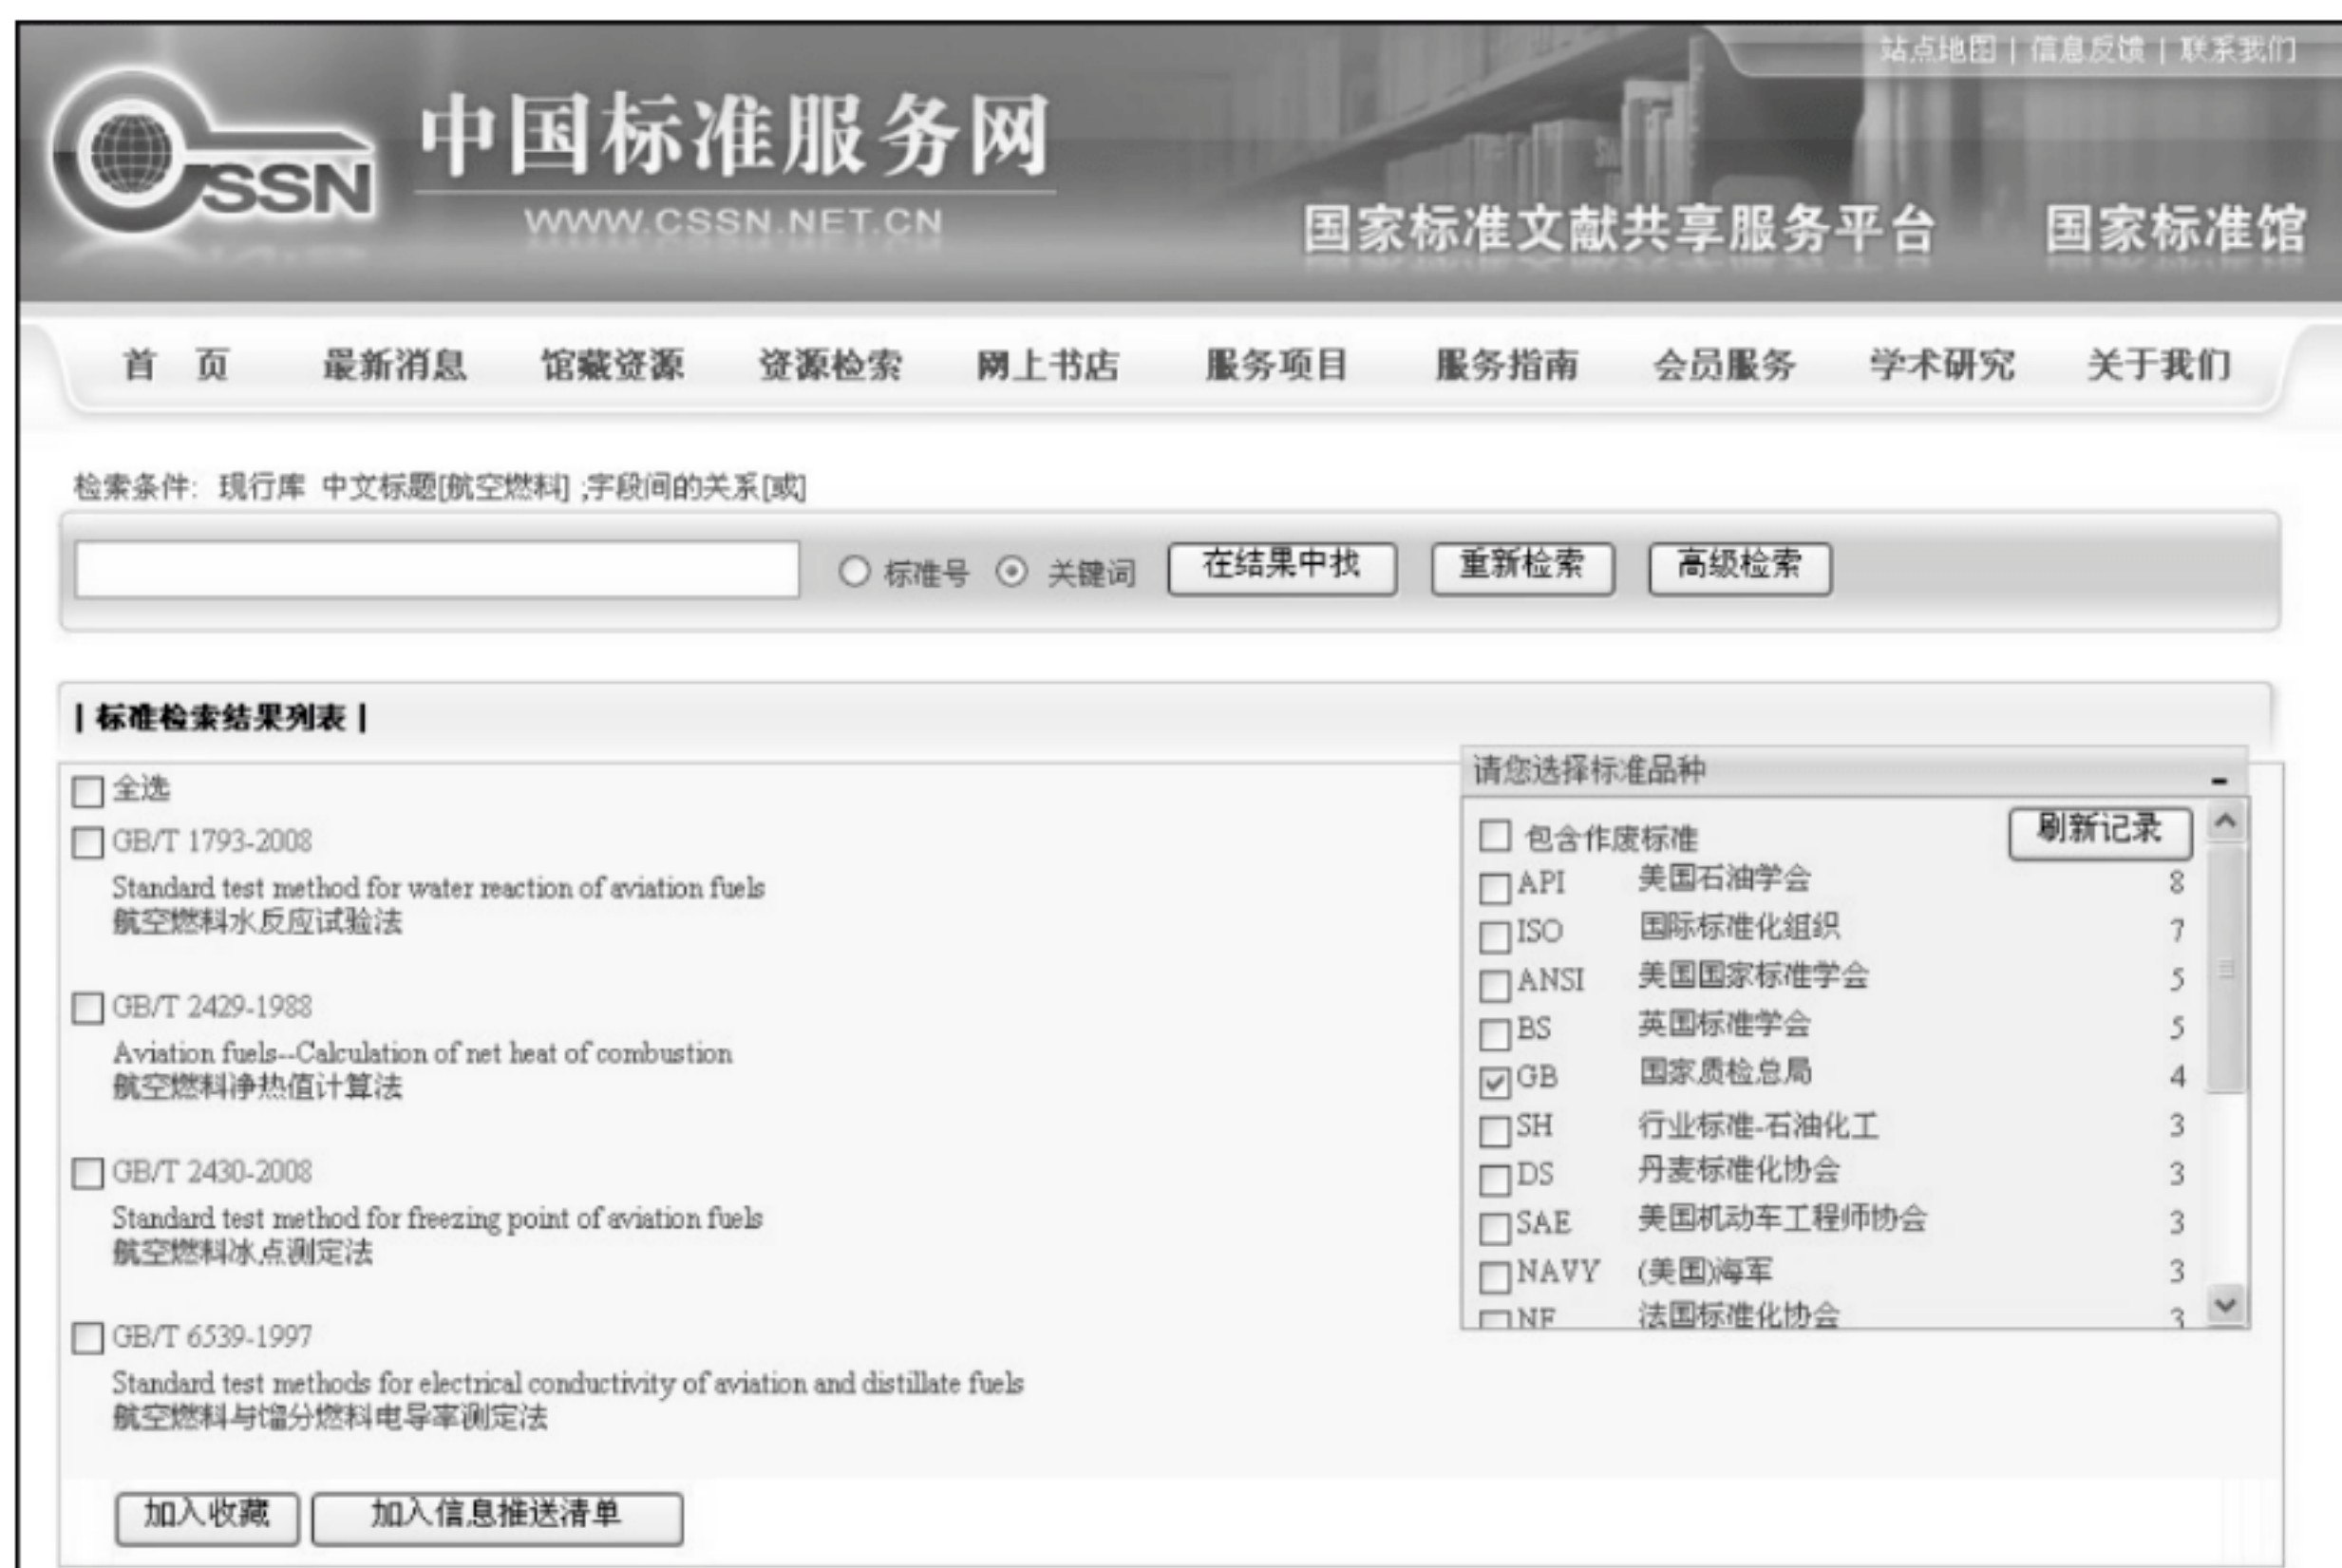 站点地图 | 信息反馈 | 联系我们
CSSN 中国标准服务网
WWW.CSSN.NET.CN
国家标准文献共享服务平台 国家标准馆
首 页 最新消息 馆藏资源 资源检索 网上书店 服务项目 服务指南 会员服务 学术研究 关于我们
检索条件: 现行库 中文标题[航空燃料] ;字段间的关系[或]
标准号 关键词 在结果中找 重新检索 高级检索
| 标准检索结果列表 |
全选
GB/T 1793-2008
Standard test method for water reaction of aviation fuels
航空燃料水反应试验法
GB/T 2429-1988
Aviation fuels--Calculation of net heat of combustion
航空燃料净热值计算法
GB/T 2430-2008
Standard test method for freezing point of aviation fuels
航空燃料冰点测定法
GB/T 6539-1997
Standard test methods for electrical conductivity of aviation and distillate fuels
航空燃料与馏分燃料电导率测定法
加入收藏 加入信息推送清单
请您选择标准品种
包含作废标准 刷新记录
API 美国石油学会 8
ISO 国际标准化组织 7
ANSI 美国国家标准学会 5
BS 英国标准学会 5
GB 国家质检总局 4
SH 行业标准-石油化工 3
DS 丹麦标准化协会 3
SAE 美国机动车工程师协会 3
NAVY (美国)海军 3
NF 法国标准化协会 3